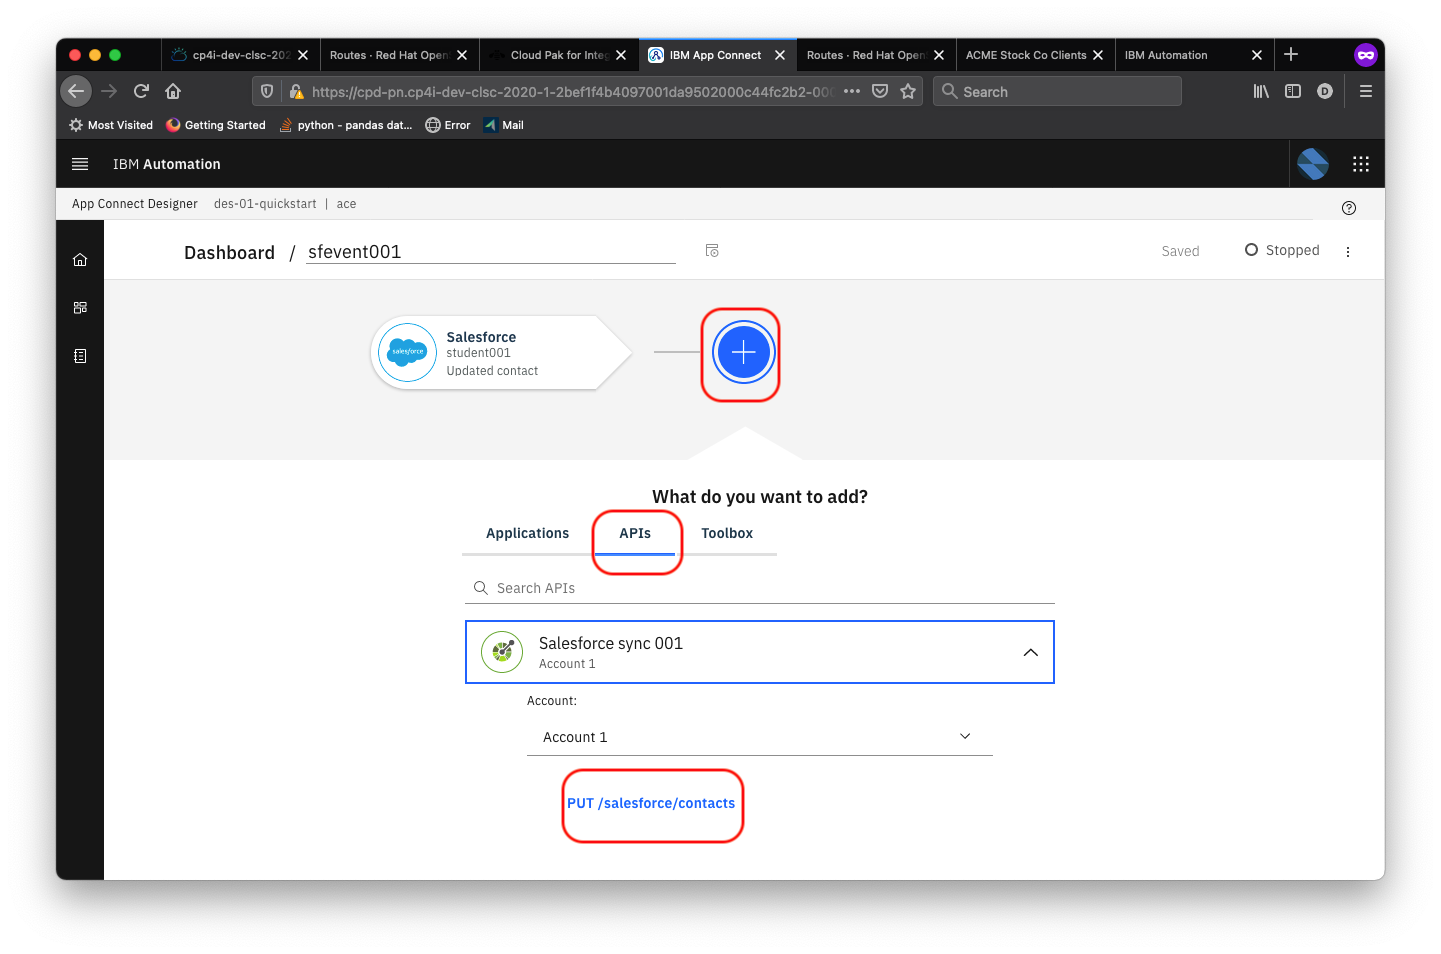 cp4i-dev-clsc-202
Routes · Red Hat Open
Cloud Pak for Integ
IBM App Connect
Routes · Red Hat Open
ACME Stock Co Clients
IBM Automation
https://cpd-pn.cp4i-dev-clsc-2020-1-2bef1f4b4097001da9502000c44fc2b2-000
Search
D
Most Visited
Getting Started
python - pandas dat...
Error
Mail
IBM Automation
App Connect Designer des-01-quickstart | ace
Dashboard / sfevent001
Saved
Stopped
salesforce
Salesforce
student001
Updated contact
What do you want to add?
Applications
APIs
Toolbox
Search APIs
Salesforce sync 001
Account 1
Account:
Account 1
PUT /salesforce/contacts